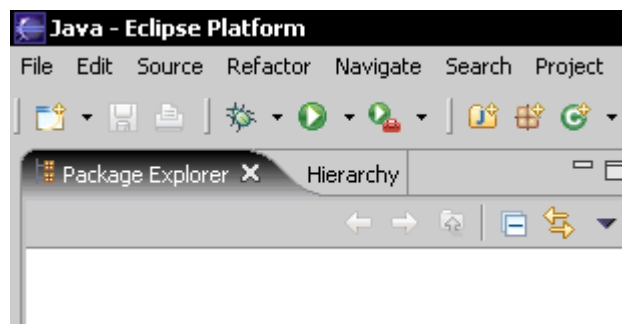 Java - Eclipse Platform
File Edit Source Refactor Navigate Search Project
Package Explorer Hierarchy